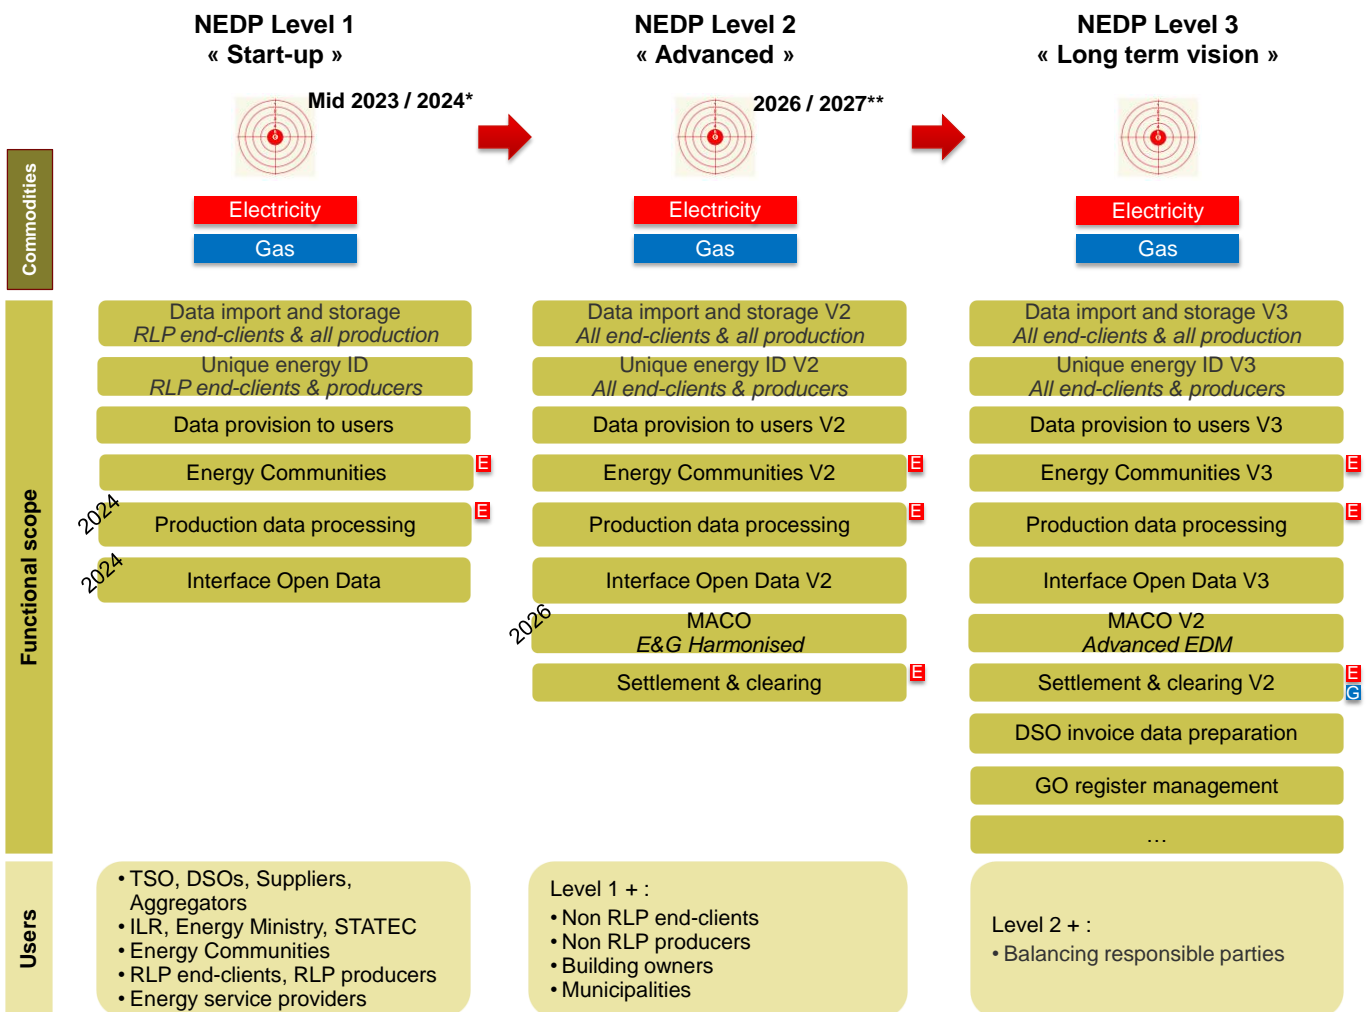 NEDP Level 1
« Start-up »
NEDP Level 2
« Advanced »
NEDP Level 3
« Long term vision »
Mid 2023 / 2024*
2026 / 2027**
Commodities
Electricity
Gas
Electricity
Gas
Electricity
Gas
Functional scope
Data import and storage
RLP end-clients & all production
Unique energy ID
RLP end-clients & producers
Data provision to users
Energy Communities
E
2024
Production data processing
E
2024
Interface Open Data
Data import and storage V2
All end-clients & all production
Unique energy ID V2
All end-clients & producers
Data provision to users V2
Energy Communities V2
E
Production data processing
E
Interface Open Data V2
2026
MACO
E&G Harmonised
Settlement & clearing
E
Data import and storage V3
All end-clients & all production
Unique energy ID V3
All end-clients & producers
Data provision to users V3
Energy Communities V3
E
Production data processing
E
Interface Open Data V3
MACO V2
Advanced EDM
Settlement & clearing V2
E
G
DSO invoice data preparation
GO register management
…
Users
• TSO, DSOs, Suppliers,
Aggregators
• ILR, Energy Ministry, STATEC
• Energy Communities
• RLP end-clients, RLP producers
• Energy service providers
Level 1 + :
• Non RLP end-clients
• Non RLP producers
• Building owners
• Municipalities
Level 2 + :
• Balancing responsible parties